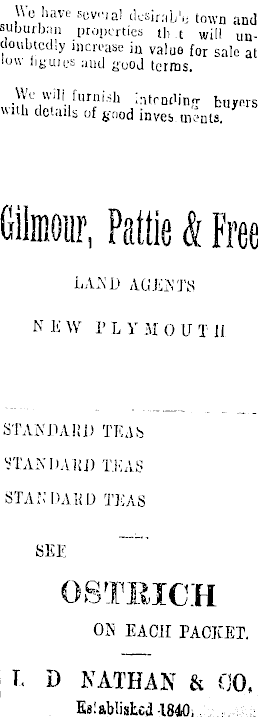 We have several desirable town and
suburban properties that will un-
doubtedly increase in value for sale at
low figures and good terms.
We will furnish intending buyers
with details of good investments.
Gilmour, Pattie & Free
LAND AGENTS
NEW PLYMOUTH
STANDARD TEAS
STANDARD TEAS
STANDARD TEAS
SEE
OSTRICH
ON EACH PACKET.
L D NATHAN & CO.
Established 1840.